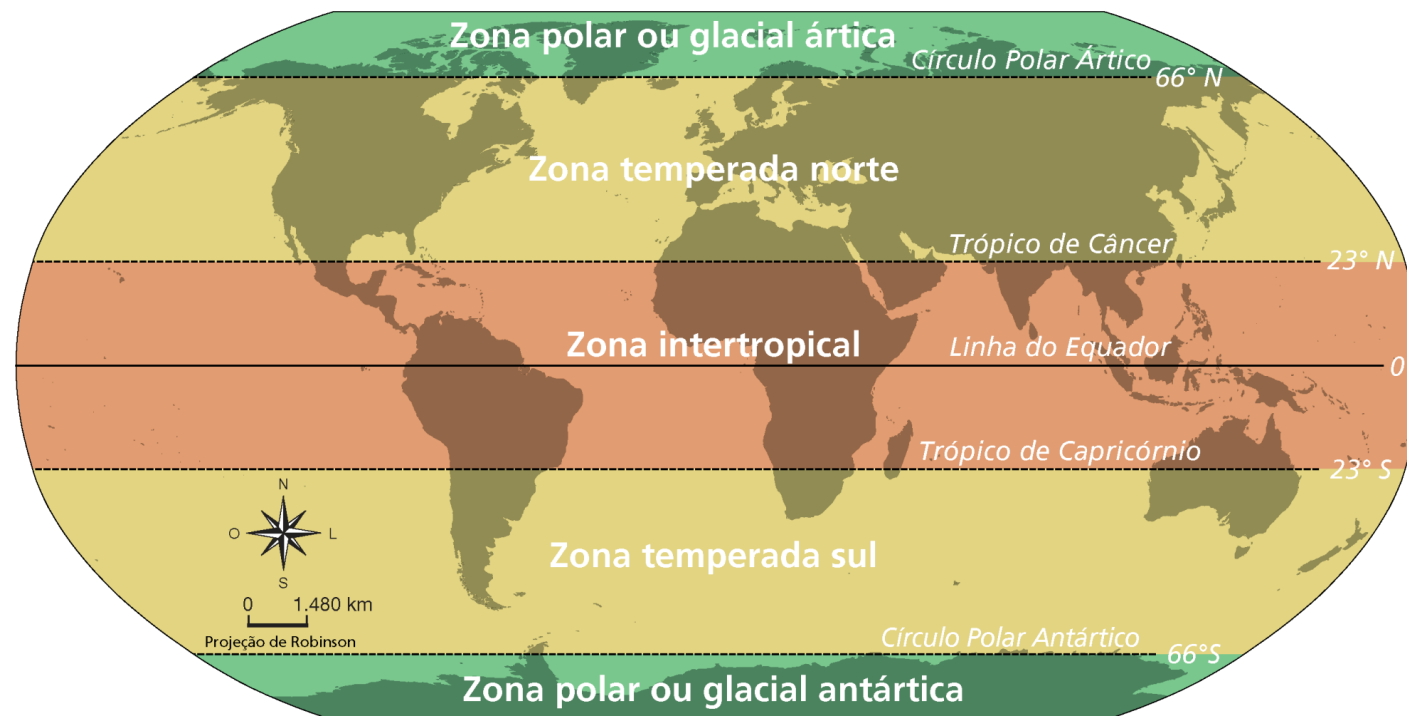 Zona polar ou glacial ártica
Círculo Polar Ártico
66° N
Zona temperada norte
Trópico de Câncer
23° N
Zona intertropical
Linha do Equador
0
Trópico de Capricórnio
23° S
N
O
L
S
Zona temperada sul
0 1.480 km
Projeção de Robinson
Círculo Polar Antártico
66°S
Zona polar ou glacial antártica